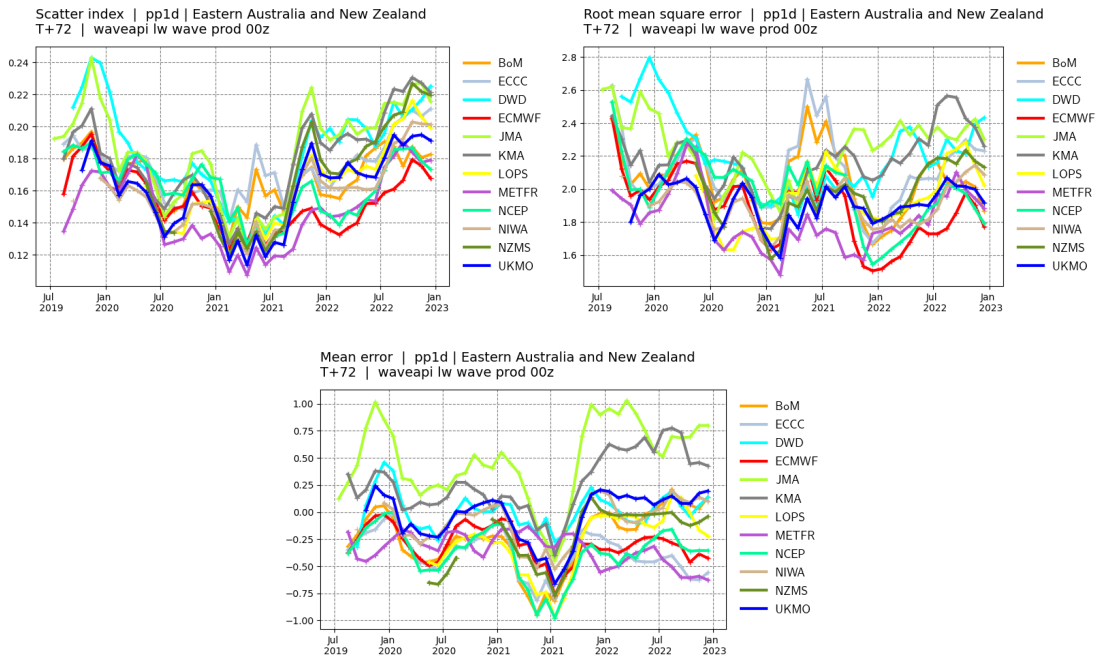 Scatter index | pp1d | Eastern Australia and New Zealand
T+72 | waveapi lw wave prod 00z
0.24
0.22
0.20
0.18
0.16
0.14
0.12
Jul 2019
Jan 2020
Jul 2020
Jan 2021
Jul 2021
Jan 2022
Jul 2022
Jan 2023
BoM
ECCC
DWD
ECMWF
JMA
KMA
LOPS
METFR
NCEP
NIWA
NZMS
UKMO
Root mean square error | pp1d | Eastern Australia and New Zealand
T+72 | waveapi lw wave prod 00z
2.8
2.6
2.4
2.2
2.0
1.8
1.6
Jul 2019
Jan 2020
Jul 2020
Jan 2021
Jul 2021
Jan 2022
Jul 2022
Jan 2023
BoM
ECCC
DWD
ECMWF
JMA
KMA
LOPS
METFR
NCEP
NIWA
NZMS
UKMO
Mean error | pp1d | Eastern Australia and New Zealand
T+72 | waveapi lw wave prod 00z
1.00
0.75
0.50
0.25
0.00
−0.25
−0.50
−0.75
−1.00
Jul 2019
Jan 2020
Jul 2020
Jan 2021
Jul 2021
Jan 2022
Jul 2022
Jan 2023
BoM
ECCC
DWD
ECMWF
JMA
KMA
LOPS
METFR
NCEP
NIWA
NZMS
UKMO